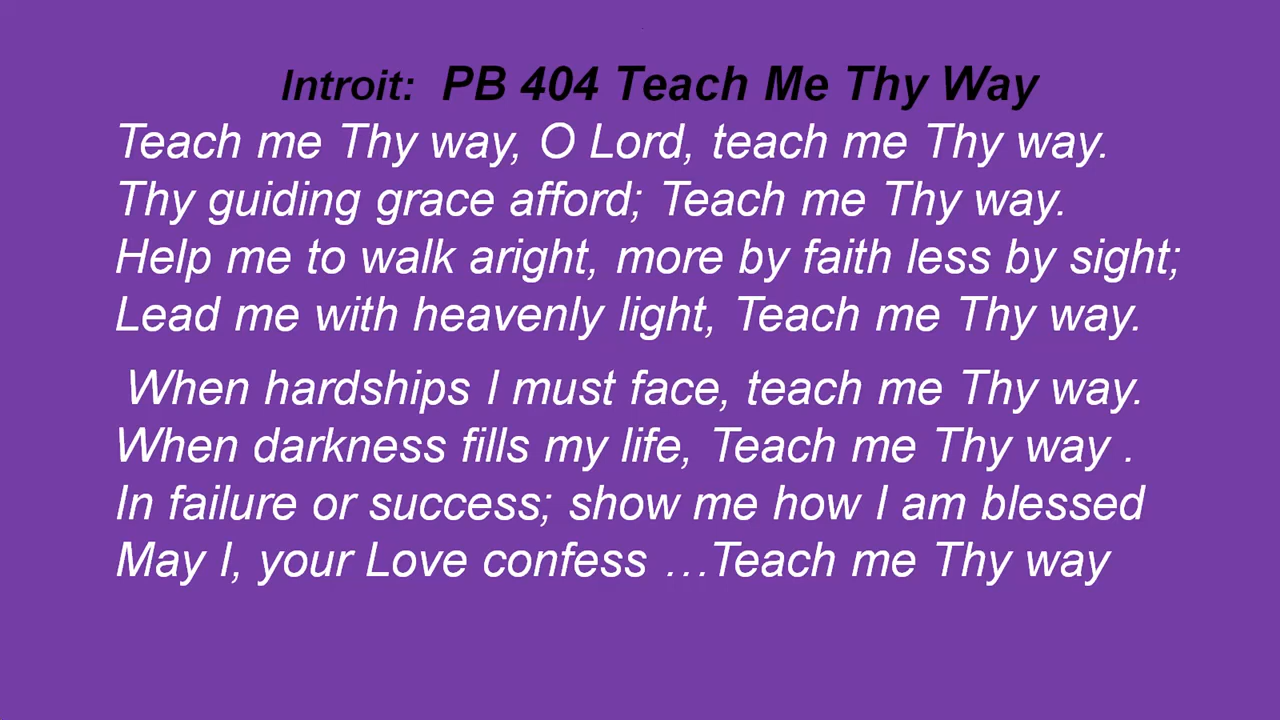 Introit: PB 404 Teach Me Thy Way
Teach me Thy way, O Lord, teach me Thy way.
Thy guiding grace afford; Teach me Thy way.
Help me to walk aright, more by faith less by sight;
Lead me with heavenly light, Teach me Thy way.
When hardships I must face, teach me Thy way.
When darkness fills my life, Teach me Thy way .
In failure or success; show me how I am blessed
May I, your Love confess …Teach me Thy way